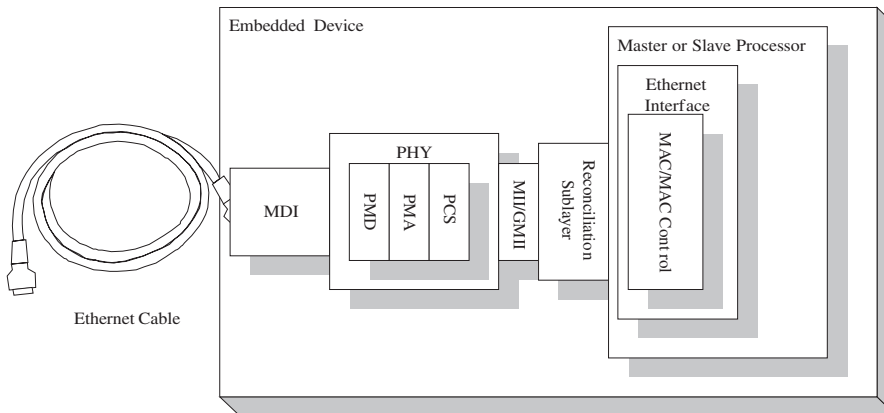 Embedded Device
Master or Slave Processor
Ethernet
Interface
MAC/MAC Control
PHY
PMD
PMA
PCS
MDI
MII/GMII
Reconciliation
Sublayer
Ethernet Cable